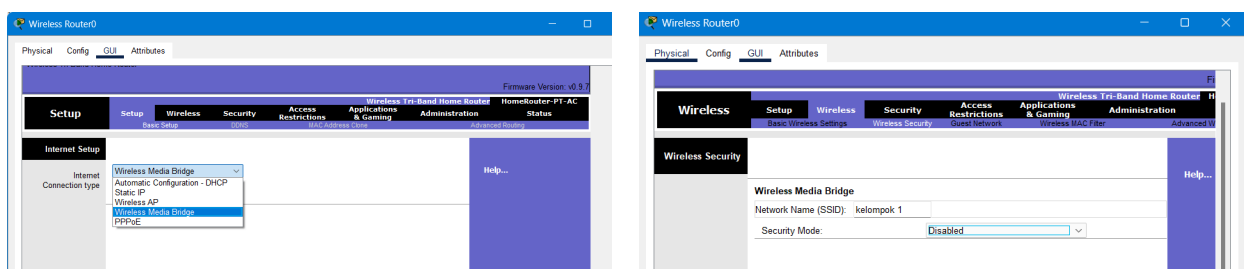 Wireless Router0
Physical Config GUI Attributes
Firmware Version: v0.9.7
Wireless Tri-Band Home Router HomeRouter-PT-AC
Setup Setup Wireless Security Access Restrictions Applications & Gaming Administration Status
Basic Setup DDNS MAC Address Clone Advanced Routing
Internet Setup
Internet Connection type
Wireless Media Bridge
Help...
Automatic Configuration - DHCP
Static IP
Wireless AP
Wireless Media Bridge
PPPoE
Wireless Router0
Physical Config GUI Attributes
Wireless Tri-Band Home Router
Wireless Setup Wireless Security Access Restrictions Applications & Gaming Administration
Basic Wireless Settings Wireless Security Guest Network Wireless MAC Filter Advanced W
Wireless Security
Help...
Wireless Media Bridge
Network Name (SSID): kelompok 1
Security Mode: Disabled